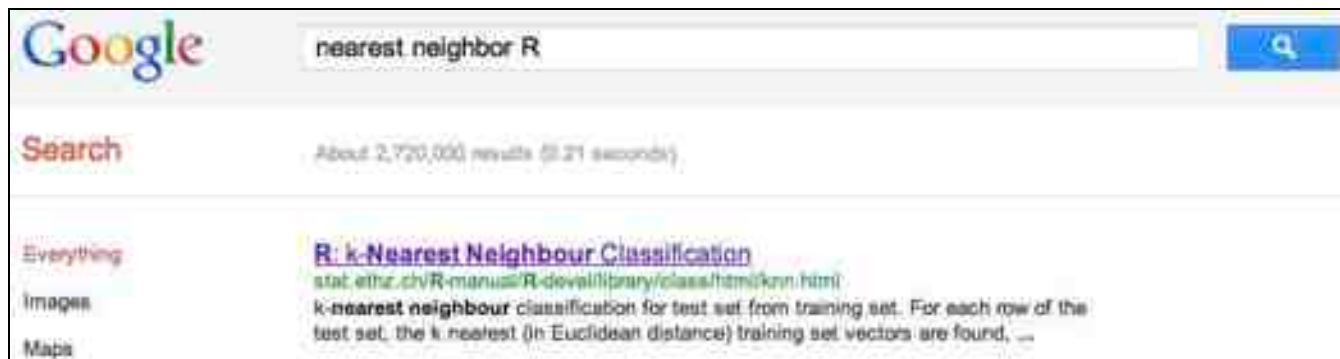 Google
nearest neighbor R
Search
About 2,720,000 results (0.21 seconds)
Everything
R: k-Nearest Neighbour Classification
stat.ethz.ch/R-manual/R-devel/library/class/html/knn.html
Images
k-nearest neighbour classification for test set from training set. For each row of the
test set, the k nearest (in Euclidean distance) training set vectors are found, ...
Maps